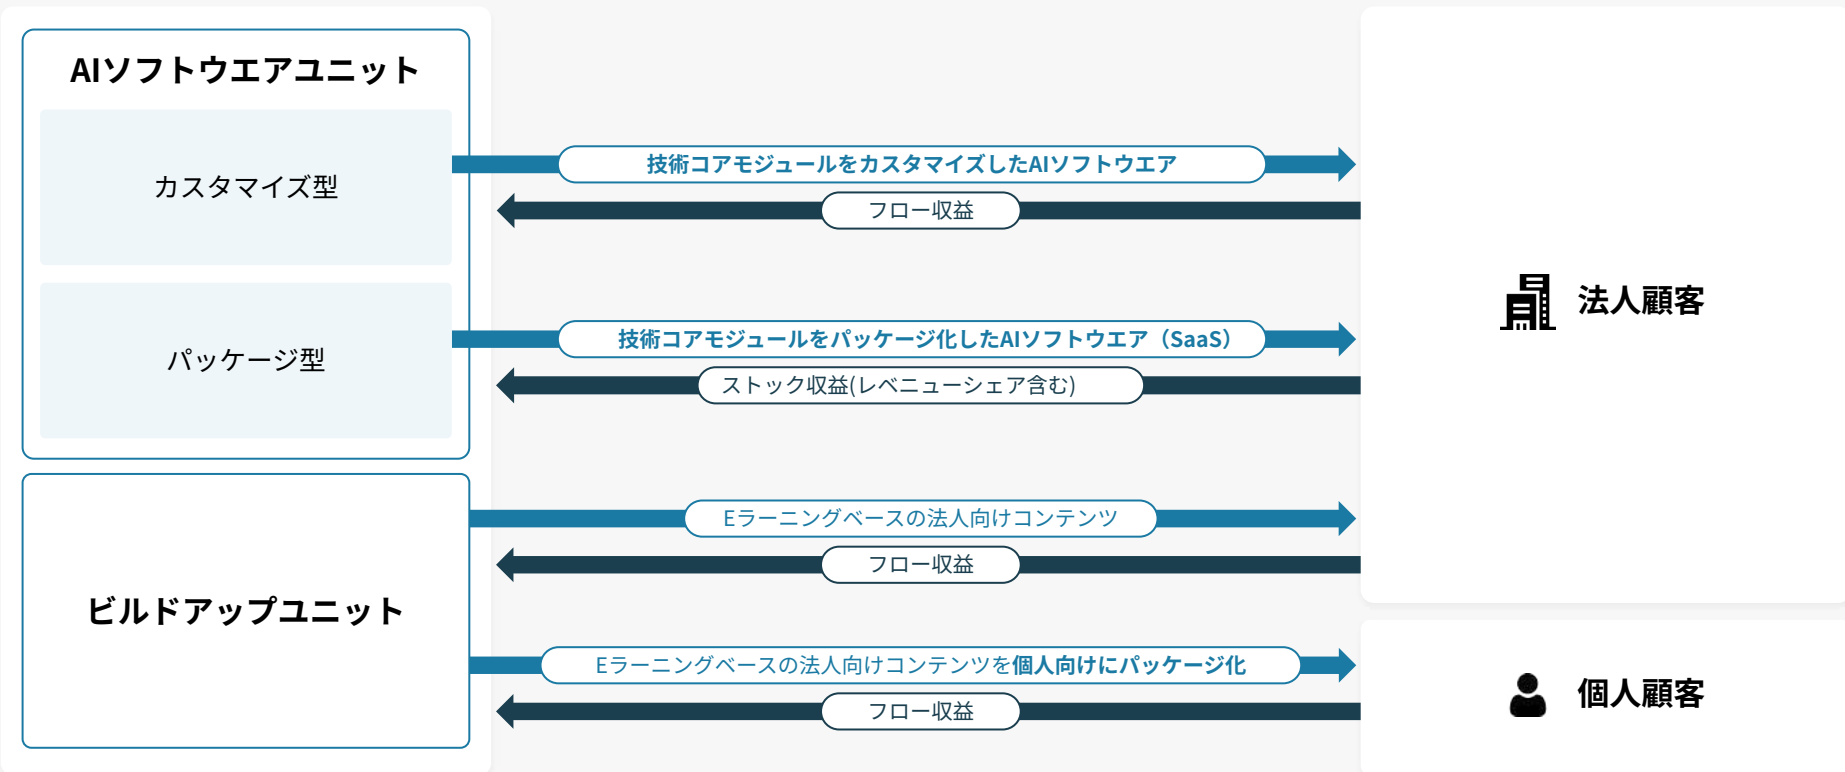 AIソフトウエアユニット
カスタマイズ型
技術コアモジュールをカスタマイズしたAIソフトウエア
フロー収益
パッケージ型
技術コアモジュールをパッケージ化したAIソフトウエア（SaaS）
ストック収益(レベニューシェア含む)
法人顧客
ビルドアップユニット
Eラーニングベースの法人向けコンテンツ
フロー収益
Eラーニングベースの法人向けコンテンツを個人向けにパッケージ化
フロー収益
個人顧客